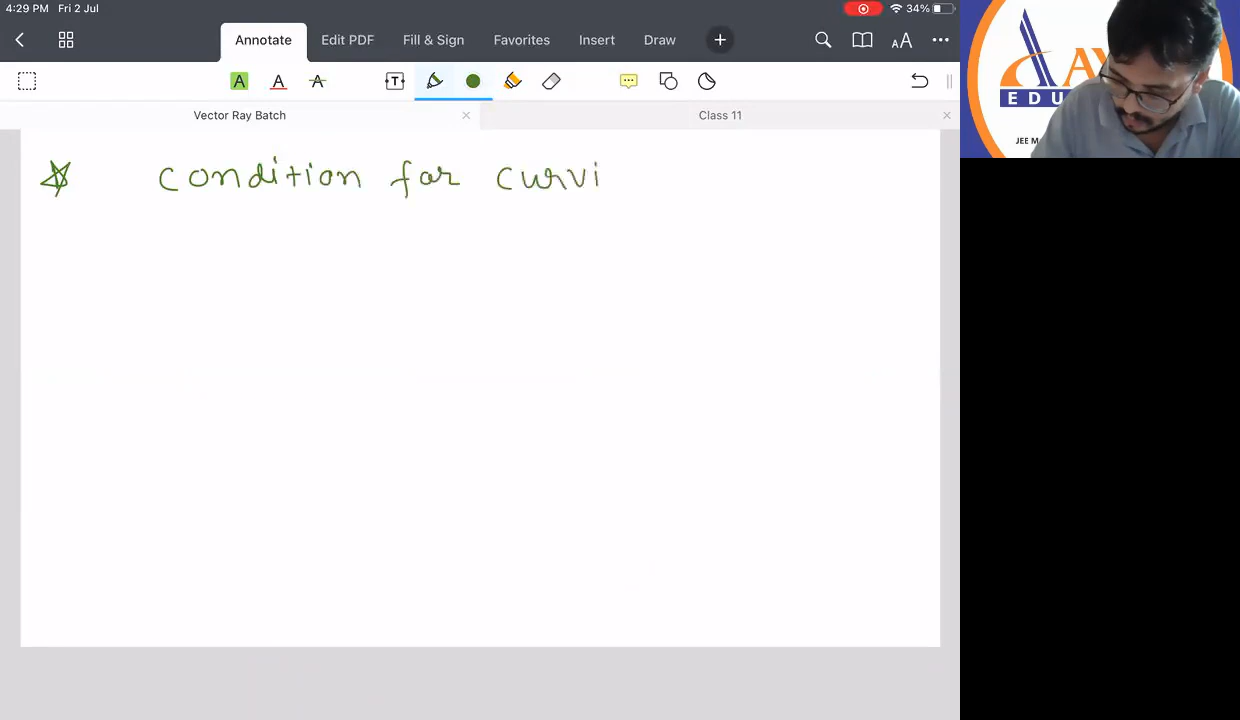 4:29 PM Fri 2 Jul 34%
Annotate Edit PDF Fill & Sign Favorites Insert Draw
A A A T
Vector Ray Batch Class 11
condition for curvi
AY
EDU
JEE M